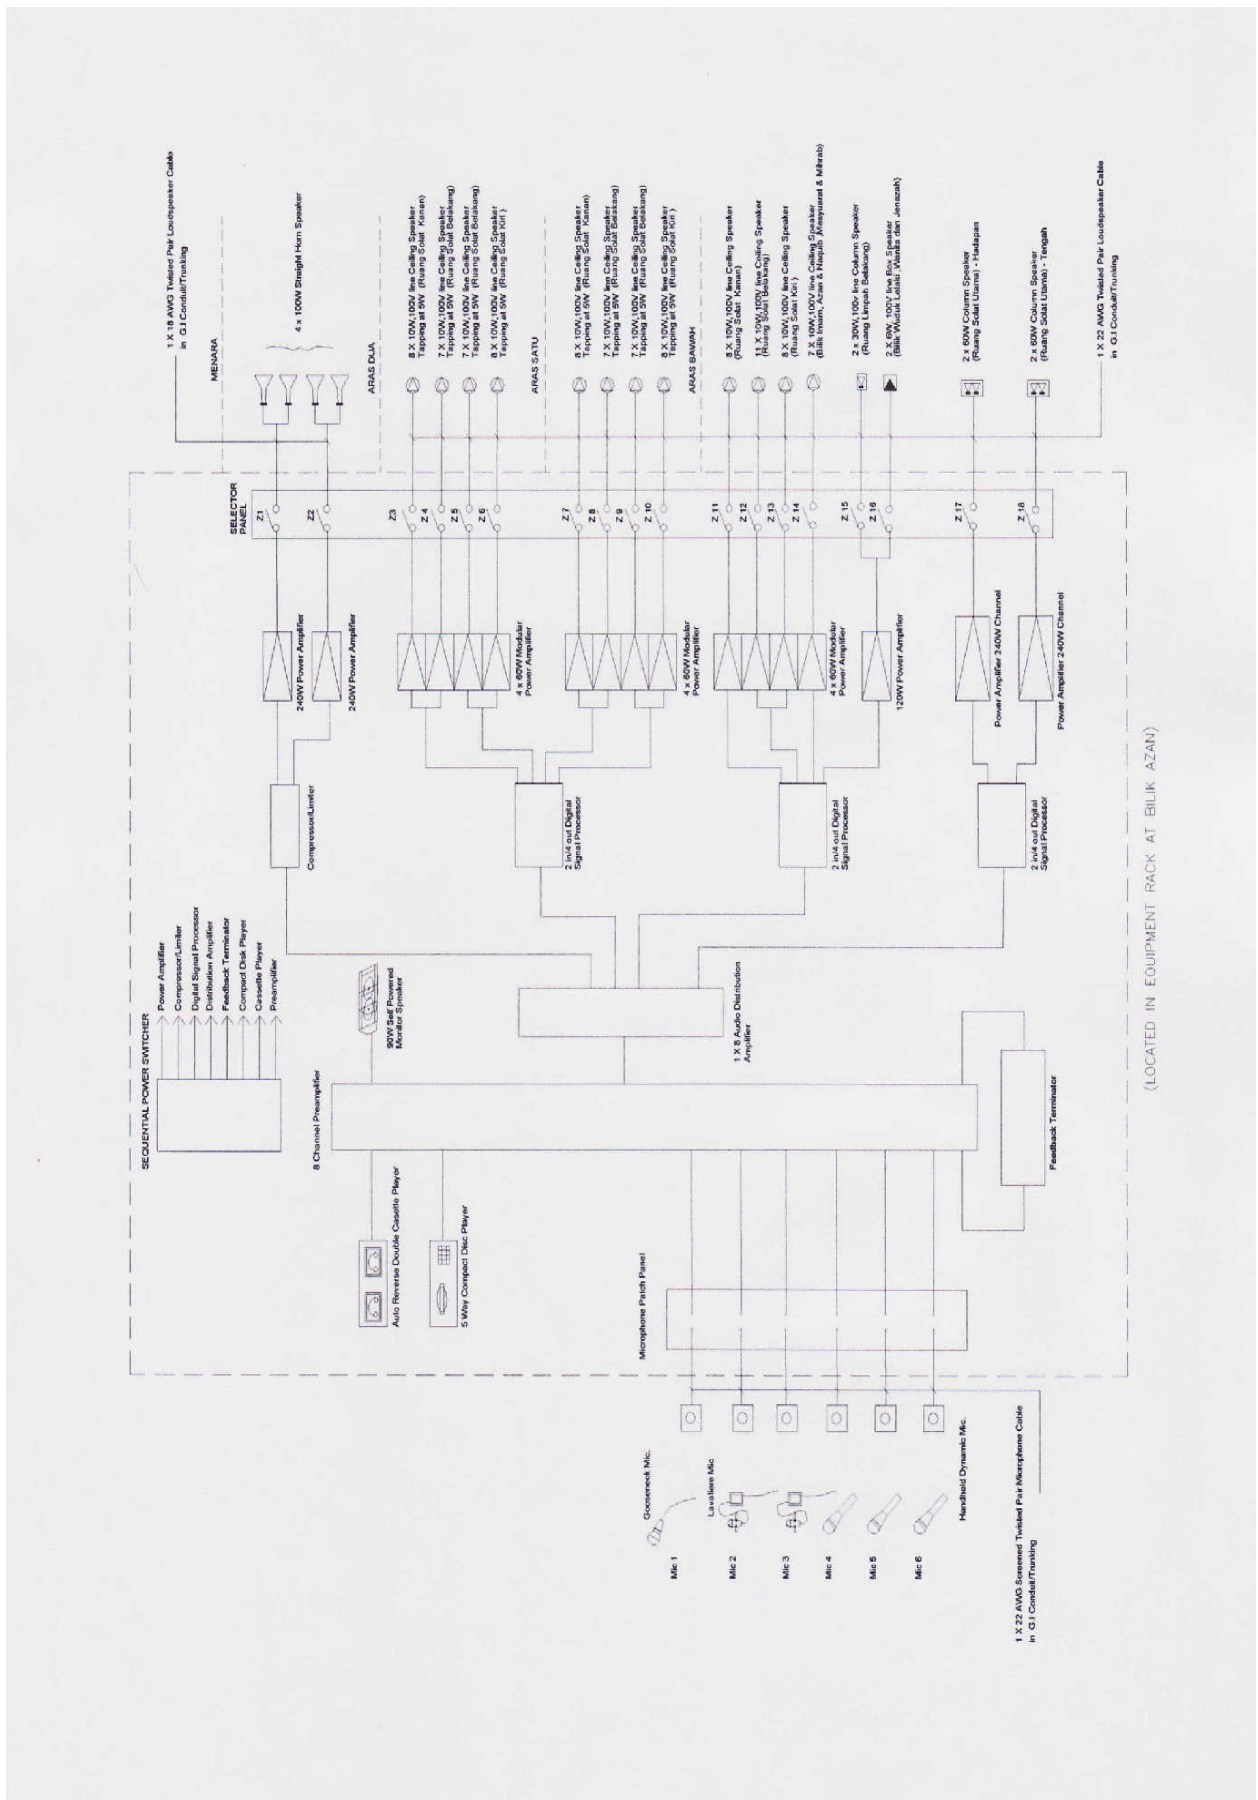 Gooseneck Mic.
Lavaliere Mic
Handheld Dynamic Mic.
Mic 1
Mic 2
Mic 3
Mic 4
Mic 5
Mic 6
1 X 22 AWG Screened Twisted Pair Microphone Cable
in G.I Conduit/Trunking
Microphone Patch Panel
Auto Reverse Double Casette Player
5 Way Compact Disc Player
SEQUENTIAL POWER SWITCHER
Power Amplifier
Compressor/Limiter
Digital Signal Processor
Distribution Amplifier
Feedback Terminator
Compact Disk Player
Cassette Player
Preamplifier
8 Channel Preamplifier
90W Self Powered
Monitor Speaker
Feedback Terminator
1 X 8 Audio Distribution
Amplifier
Compressor/Limiter
2 in/4 out Digital
Signal Processor
2 in/4 out Digital
Signal Processor
2 in/4 out Digital
Signal Processor
240W Power Amplifier
240W Power Amplifier
4 x 60W Modular
Power Amplifier
4 x 60W Modular
Power Amplifier
4 x 60W Modular
Power Amplifier
120W Power Amplifier
Power Amplifier 240W Channel
Power Amplifier 240W Channel
SELECTOR
PANEL
Z1
Z2
Z3
Z 4
Z 5
Z 6
Z 7
Z 8
Z 9
Z 10
Z 11
Z 12
Z 13
Z 14
Z 15
Z 16
Z 17
Z 18
1 X 18 AWG Twisted Pair Loudspeaker Cable
in G.I Conduit/Trunking
MENARA
4 x 100W Straight Horn Speaker
ARAS DUA
8 X 10W,100V line Ceiling Speaker
Tapping at 5W (Ruang Solat Kanan)
7 X 10W,100V line Ceiling Speaker
Tapping at 5W (Ruang Solat Belakang)
7 X 10W,100V line Ceiling Speaker
Tapping at 5W (Ruang Solat Belakang)
8 X 10W,100V line Ceiling Speaker
Tapping at 5W (Ruang Solat Kiri )
ARAS SATU
8 X 10W,100V line Ceiling Speaker
Tapping at 5W (Ruang Solat Kanan)
7 X 10W,100V line Ceiling Speaker
Tapping at 5W (Ruang Solat Belakang)
7 X 10W,100V line Ceiling Speaker
Tapping at 5W (Ruang Solat Belakang)
8 X 10W,100V line Ceiling Speaker
Tapping at 5W (Ruang Solat Kiri )
ARAS BAWAH
8 X 10W,100V line Ceiling Speaker
(Ruang Solat Kanan)
11 X 10W,100V line Ceiling Speaker
(Ruang Solat Belakang)
8 X 10W,100V line Ceiling Speaker
(Ruang Solat Kiri )
7 X 10W,100V line Ceiling Speaker
(Bilik Imam, Azan & Naquib ,Mesyuarat & Mihrab)
2 x 30W,100v line Column Speaker
(Ruang Limpah Belakang)
2 X 6W, 100V line Box Speaker
(Bilik Wuduk Lelaki ,Wanita dan Jenazah)
2 x 60W Column Speaker
(Ruang Solat Utama) - Hadapan
2 x 60W Column Speaker
(Ruang Solat Utama) - Tengah
1 X 22 AWG Twisted Pair Loudspeaker Cable
in G.I Conduit/Trunking
(LOCATED IN EQUIPMENT RACK AT BILIK AZAN)